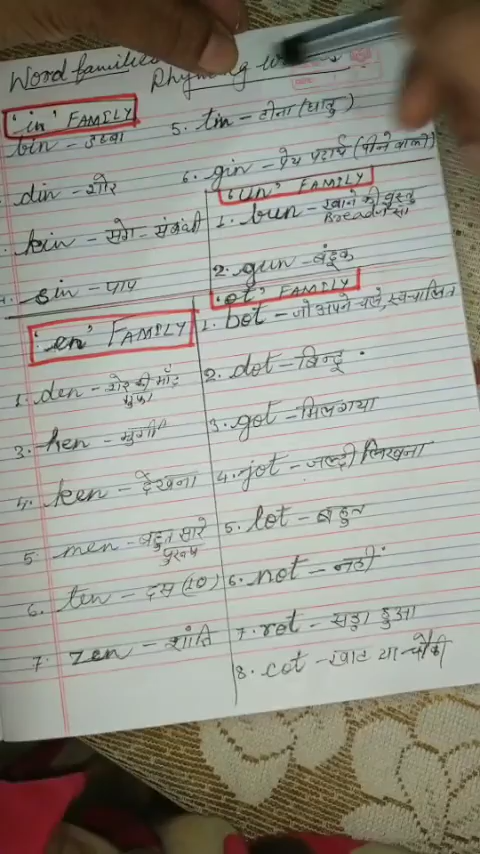 Word families
Rhyming
'in' FAMILY
bin - डब्बा
din - शोर
kin - सगे-संबंधी
sin - पाप
5. tin - टीना (धातु)
6. gin - पेय पदार्थ (पीने वाला)
'un' FAMILY
1. bun - खाने की वस्तु
Bread जैसा
2. gun - बंदूक
'en' FAMILY
1. den - शेर की माँद
गुफा
3. hen - मुर्गी
4. ken - देखना
5. men - बहुत सारे
पुरुष
6. ten - दस (10)
7. zen - शांति
'ot' FAMILY
1. bot - जो अपने चले, स्वचालित
2. dot - बिन्दू .
3. got - मिल गया
4. jot - जल्दी लिखना
5. lot - बहुत
6. not - नहीं
7. rot - सड़ा हुआ
8. cot - खाट या चौकी